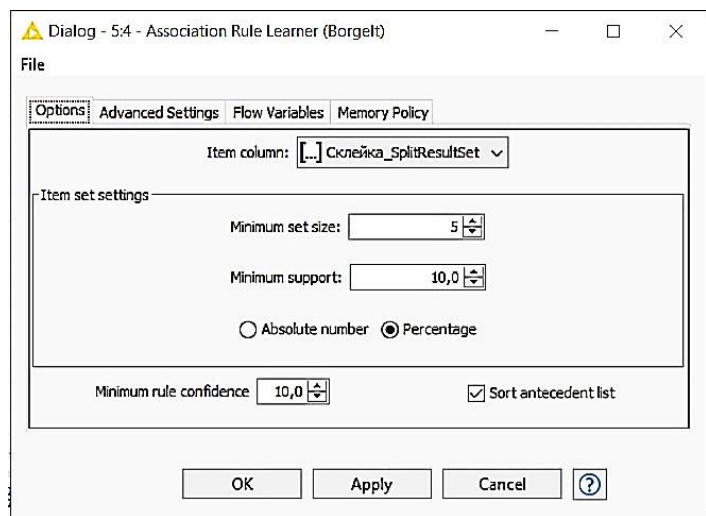 Dialog - 5:4 - Association Rule Learner (Borgelt)
File
Options Advanced Settings Flow Variables Memory Policy
Item column: [...] Склейка_SplitResultSet
Item set settings
Minimum set size: 5
Minimum support: 10,0
Absolute number Percentage
Minimum rule confidence 10,0 Sort antecedent list
OK Apply Cancel ?